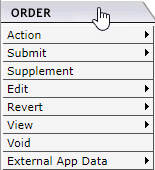 ORDER
Action
Submit
Supplement
Edit
Revert
View
Void
External App Data